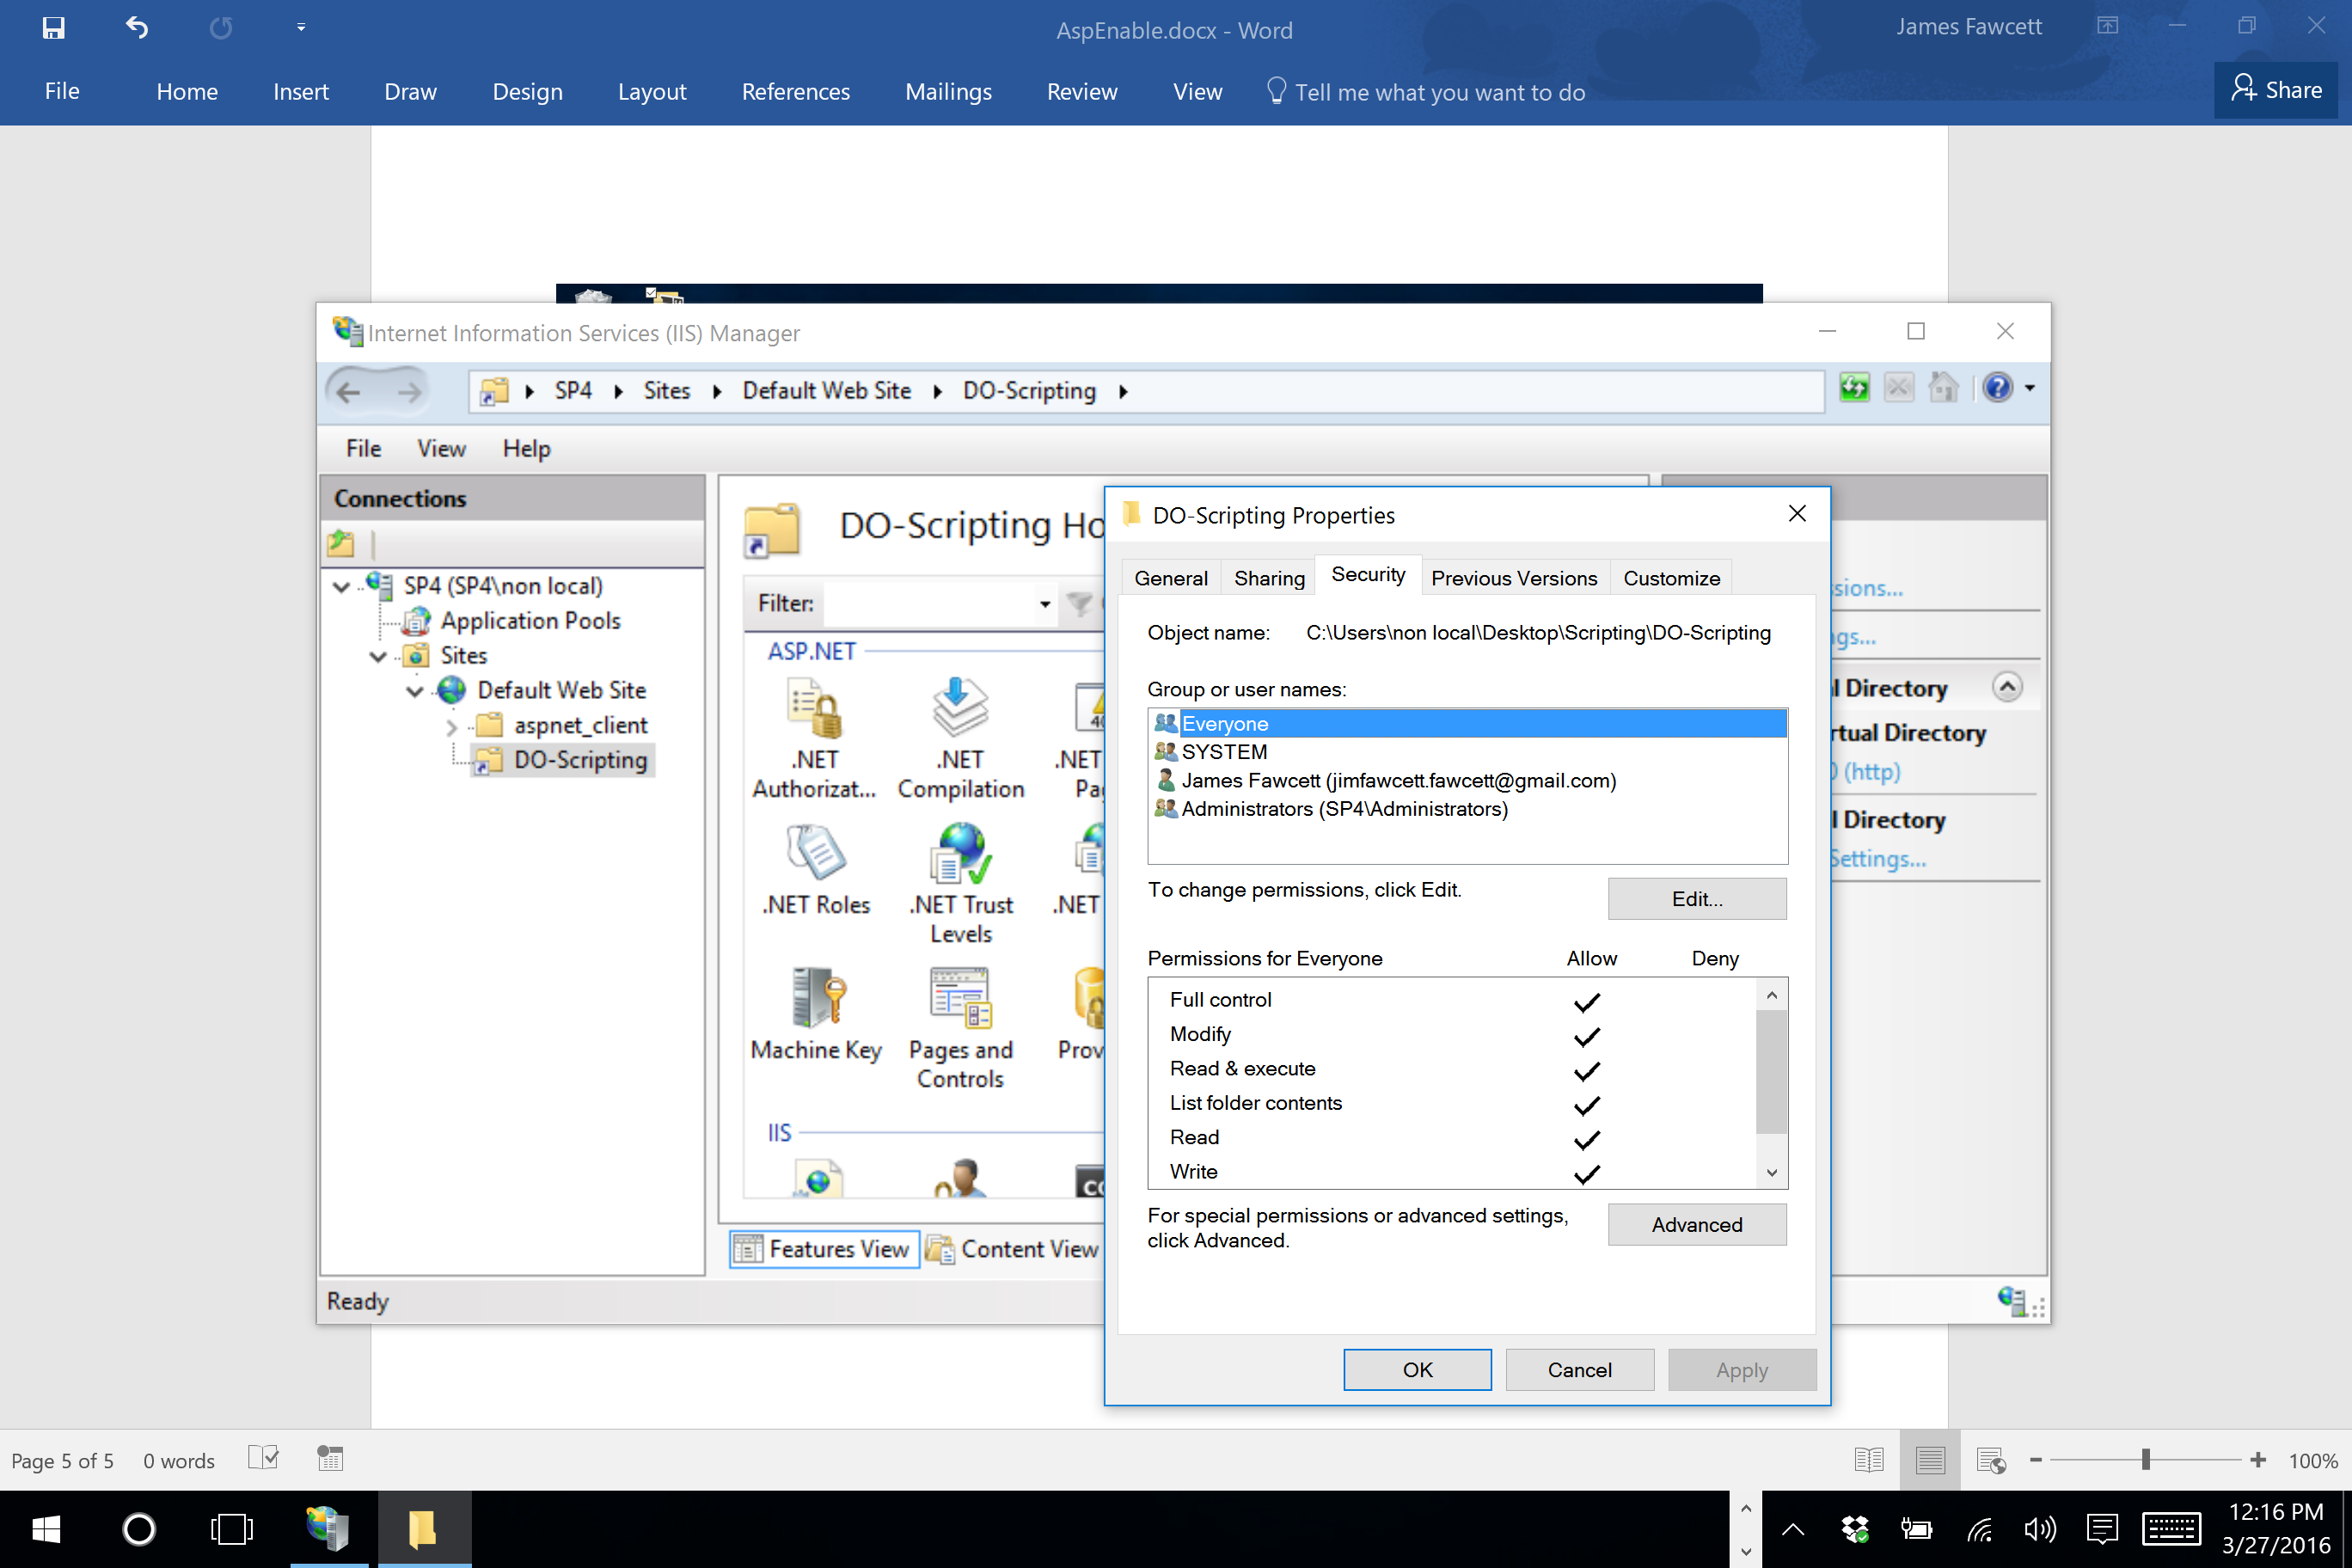 AspEnable.docx - Word
James Fawcett
File Home Insert Draw Design Layout References Mailings Review View Tell me what you want to do
Share
Internet Information Services (IIS) Manager
SP4 Sites Default Web Site DO-Scripting
File View Help
Connections
SP4 (SP4\non local)
Application Pools
Sites
Default Web Site
aspnet_client
DO-Scripting
DO-Scripting Ho
Filter:
ASP.NET
.NET
Authorizat...
.NET
Compilation
.NET
Pag
.NET Roles
.NET Trust
Levels
.NET
Machine Key
Pages and
Controls
Prov
IIS
Features View
Content View
Ready
DO-Scripting Properties
General Sharing Security Previous Versions Customize
Object name: C:\Users\non local\Desktop\Scripting\DO-Scripting
Group or user names:
Everyone
SYSTEM
James Fawcett (jimfawcett.fawcett@gmail.com)
Administrators (SP4\Administrators)
To change permissions, click Edit.
Edit...
Permissions for Everyone Allow Deny
Full control
Modify
Read & execute
List folder contents
Read
Write
For special permissions or advanced settings,
click Advanced.
Advanced
OK Cancel Apply
sions...
gs...
l Directory
rtual Directory
(http)
l Directory
Settings...
Page 5 of 5 0 words
100%
12:16 PM
3/27/2016